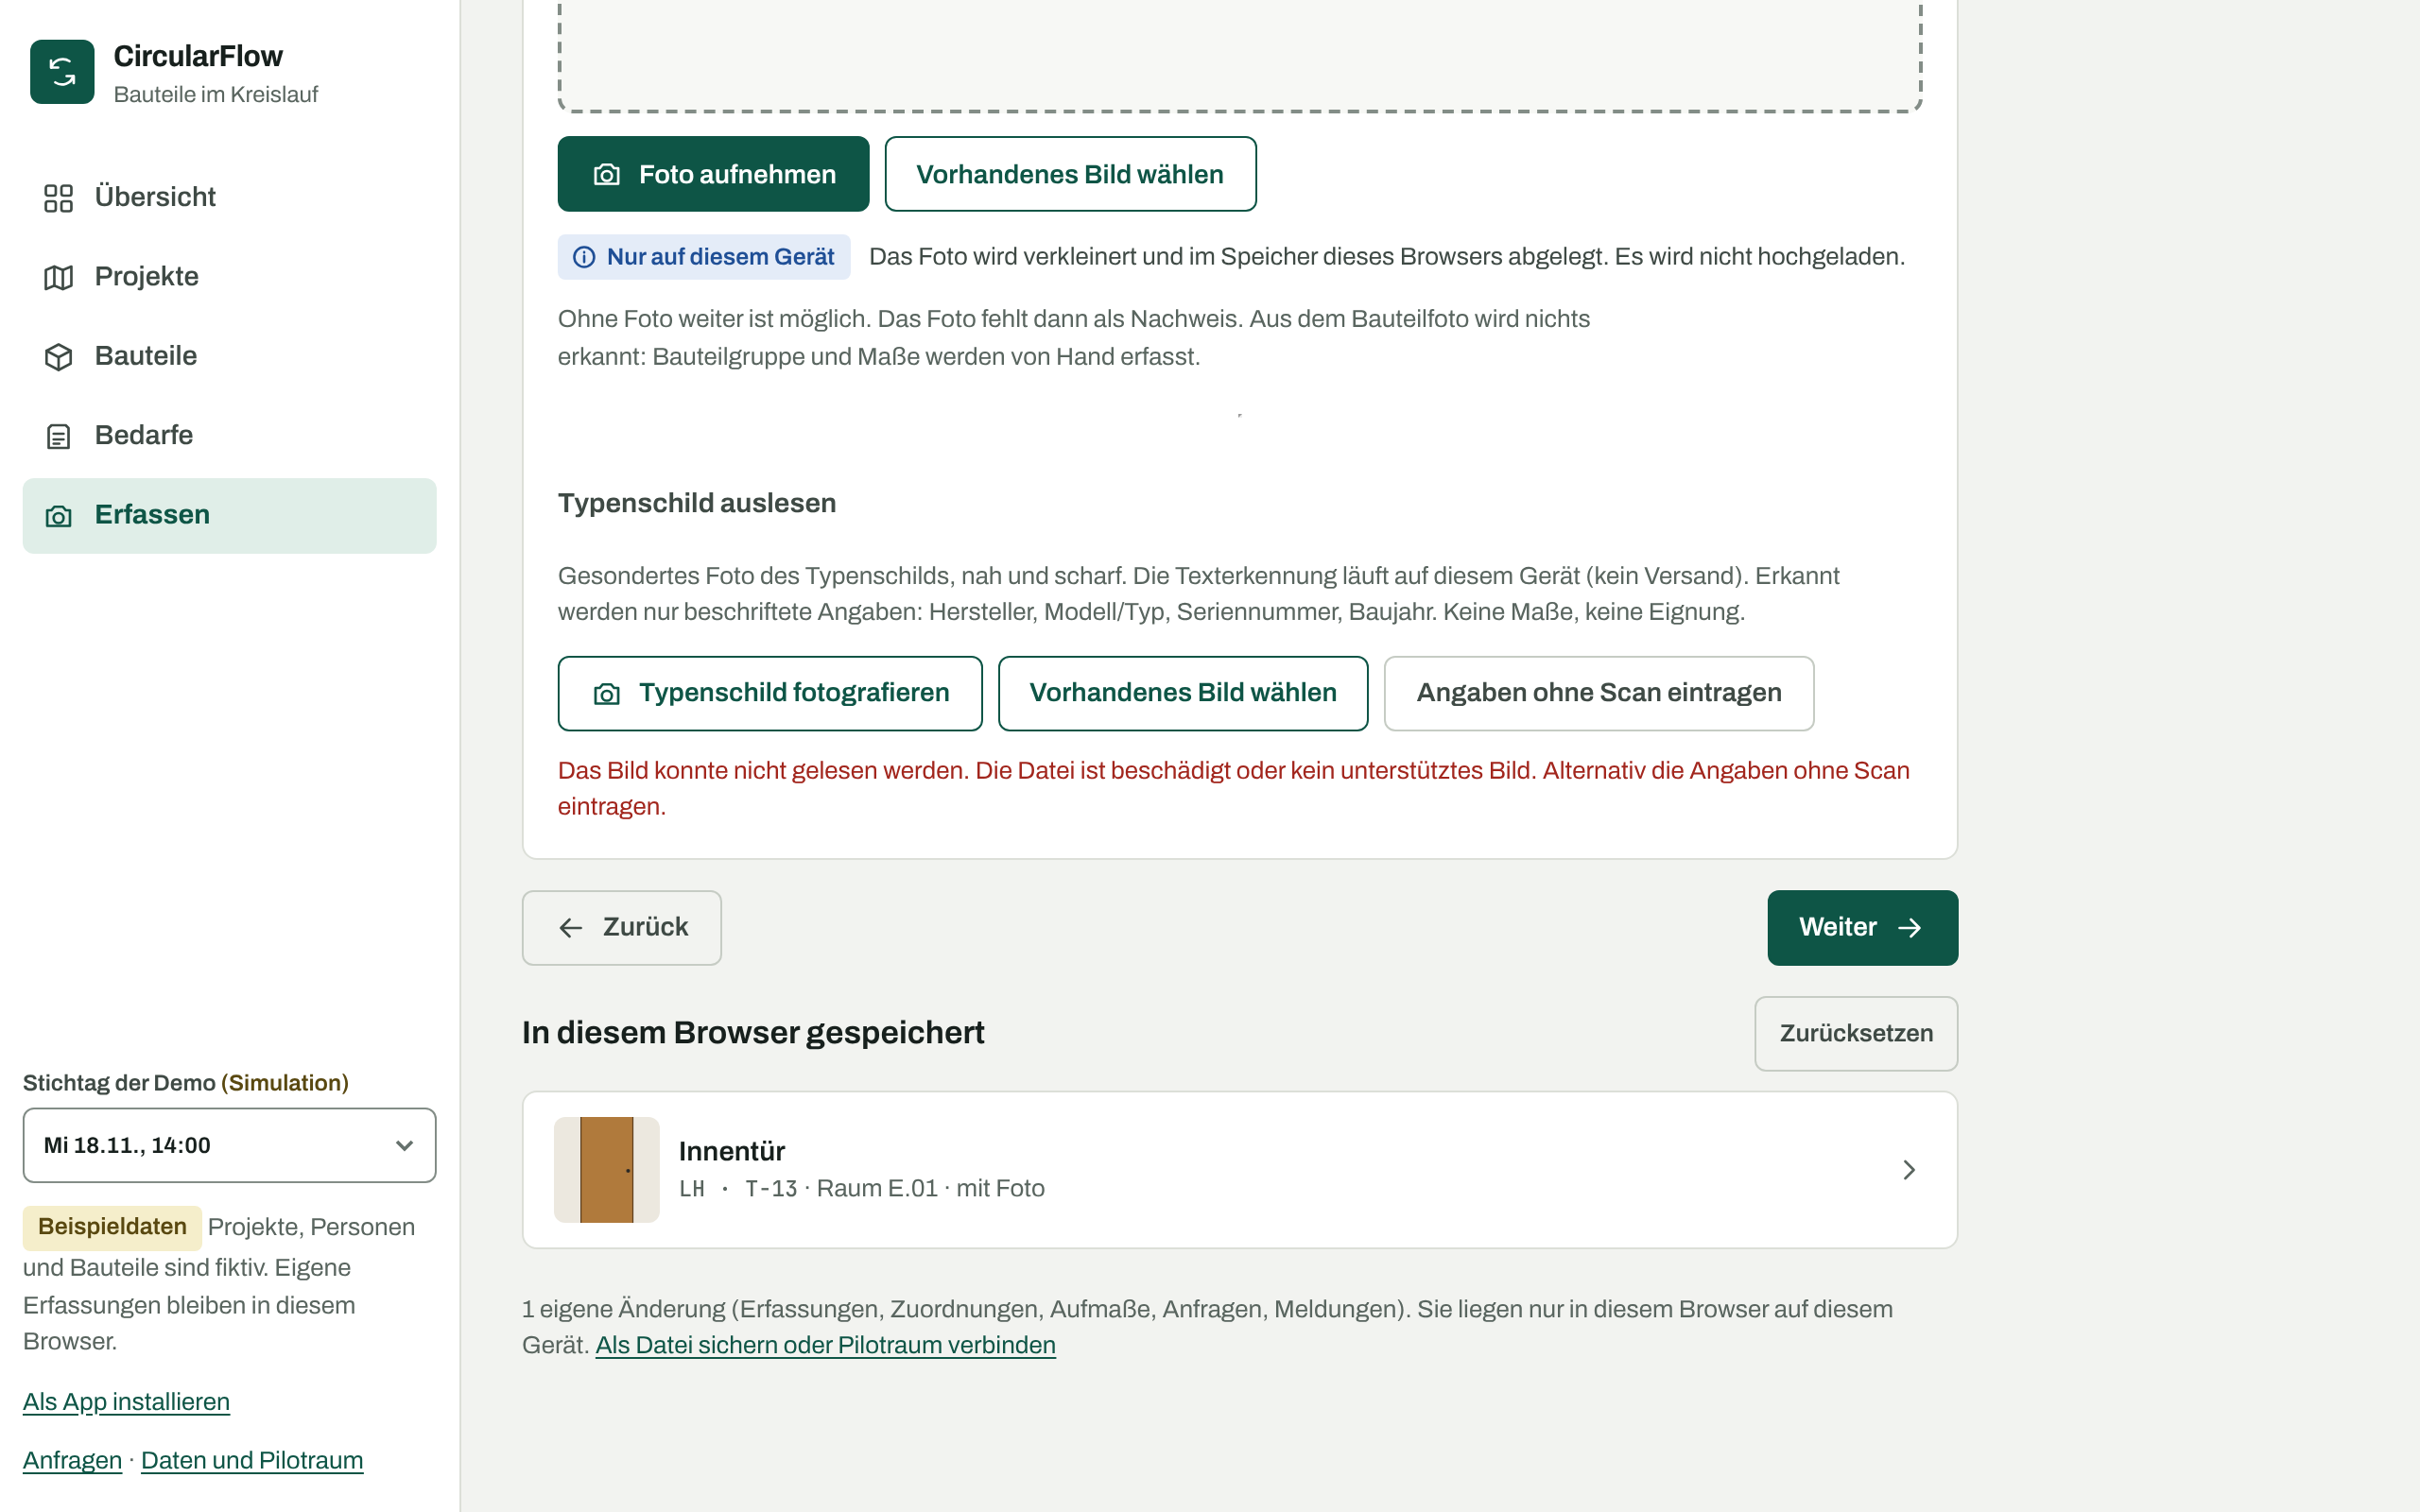 CircularFlow
Bauteile im Kreislauf
Übersicht
Projekte
Bauteile
Bedarfe
Erfassen
Stichtag der Demo (Simulation)
Mi 18.11., 14:00
Beispieldaten Projekte, Personen
und Bauteile sind fiktiv. Eigene
Erfassungen bleiben in diesem
Browser.
Als App installieren
Anfragen · Daten und Pilotraum
Foto aufnehmen
Vorhandenes Bild wählen
Nur auf diesem Gerät Das Foto wird verkleinert und im Speicher dieses Browsers abgelegt. Es wird nicht hochgeladen.
Ohne Foto weiter ist möglich. Das Foto fehlt dann als Nachweis. Aus dem Bauteilfoto wird nichts
erkannt: Bauteilgruppe und Maße werden von Hand erfasst.
Typenschild auslesen
Gesondertes Foto des Typenschilds, nah und scharf. Die Texterkennung läuft auf diesem Gerät (kein Versand). Erkannt
werden nur beschriftete Angaben: Hersteller, Modell/Typ, Seriennummer, Baujahr. Keine Maße, keine Eignung.
Typenschild fotografieren
Vorhandenes Bild wählen
Angaben ohne Scan eintragen
Das Bild konnte nicht gelesen werden. Die Datei ist beschädigt oder kein unterstütztes Bild. Alternativ die Angaben ohne Scan
eintragen.
Zurück
Weiter
In diesem Browser gespeichert
Zurücksetzen
Innentür
LH · T-13 · Raum E.01 · mit Foto
1 eigene Änderung (Erfassungen, Zuordnungen, Aufmaße, Anfragen, Meldungen). Sie liegen nur in diesem Browser auf diesem
Gerät. Als Datei sichern oder Pilotraum verbinden